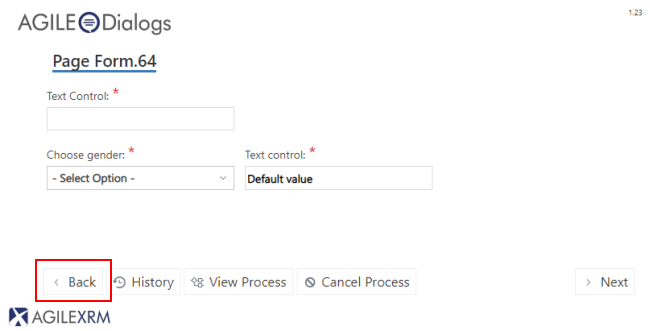 1.23
AGILE Dialogs
Page Form.64
Text Control: *
Choose gender: * Text control: *
- Select Option - Default value
Back History View Process Cancel Process Next
AGILEXRM